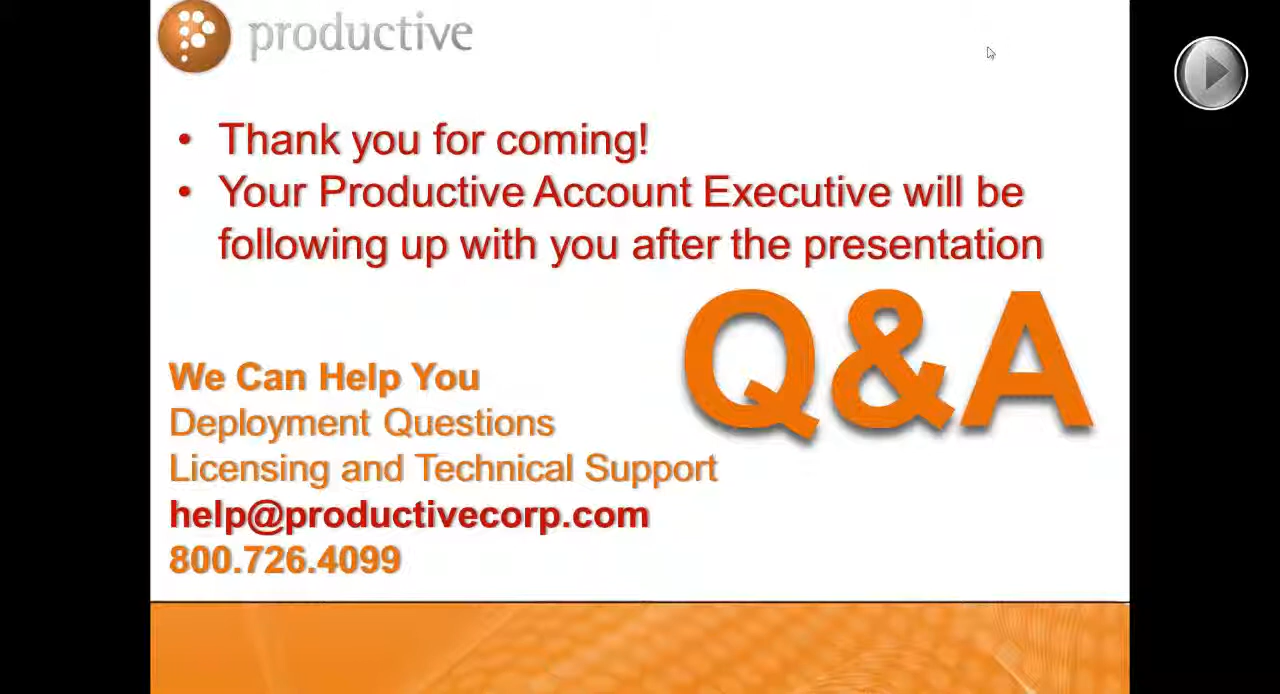 productive
• Thank you for coming!
• Your Productive Account Executive will be
following up with you after the presentation
Q&A
We Can Help You
Deployment Questions
Licensing and Technical Support
help@productivecorp.com
800.726.4099